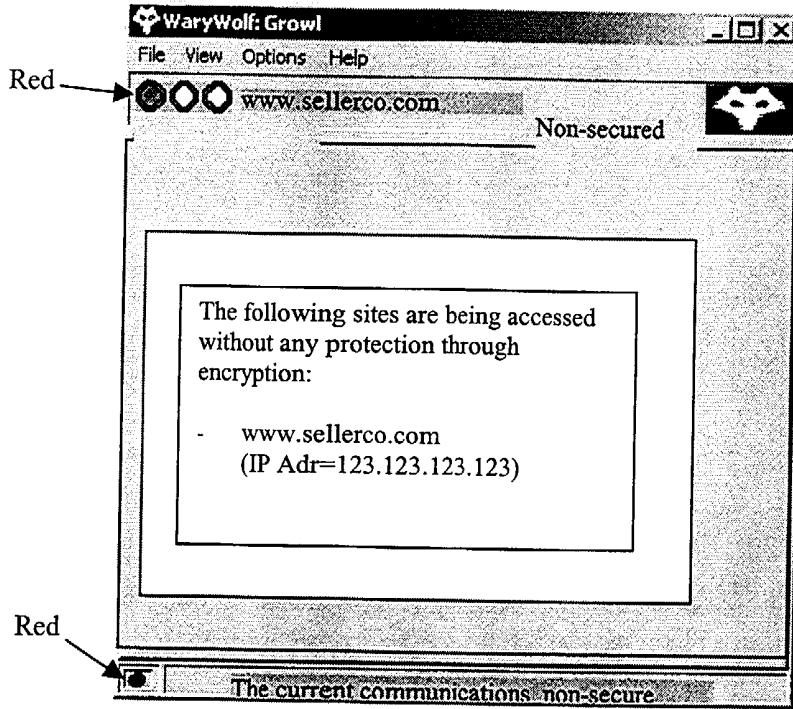 WaryWolf: Growl
File View Options Help
Red
www.sellerco.com
Non-secured
The following sites are being accessed
without any protection through
encryption:
- www.sellerco.com
(IP Adr=123.123.123.123)
Red
The current communications non-secure